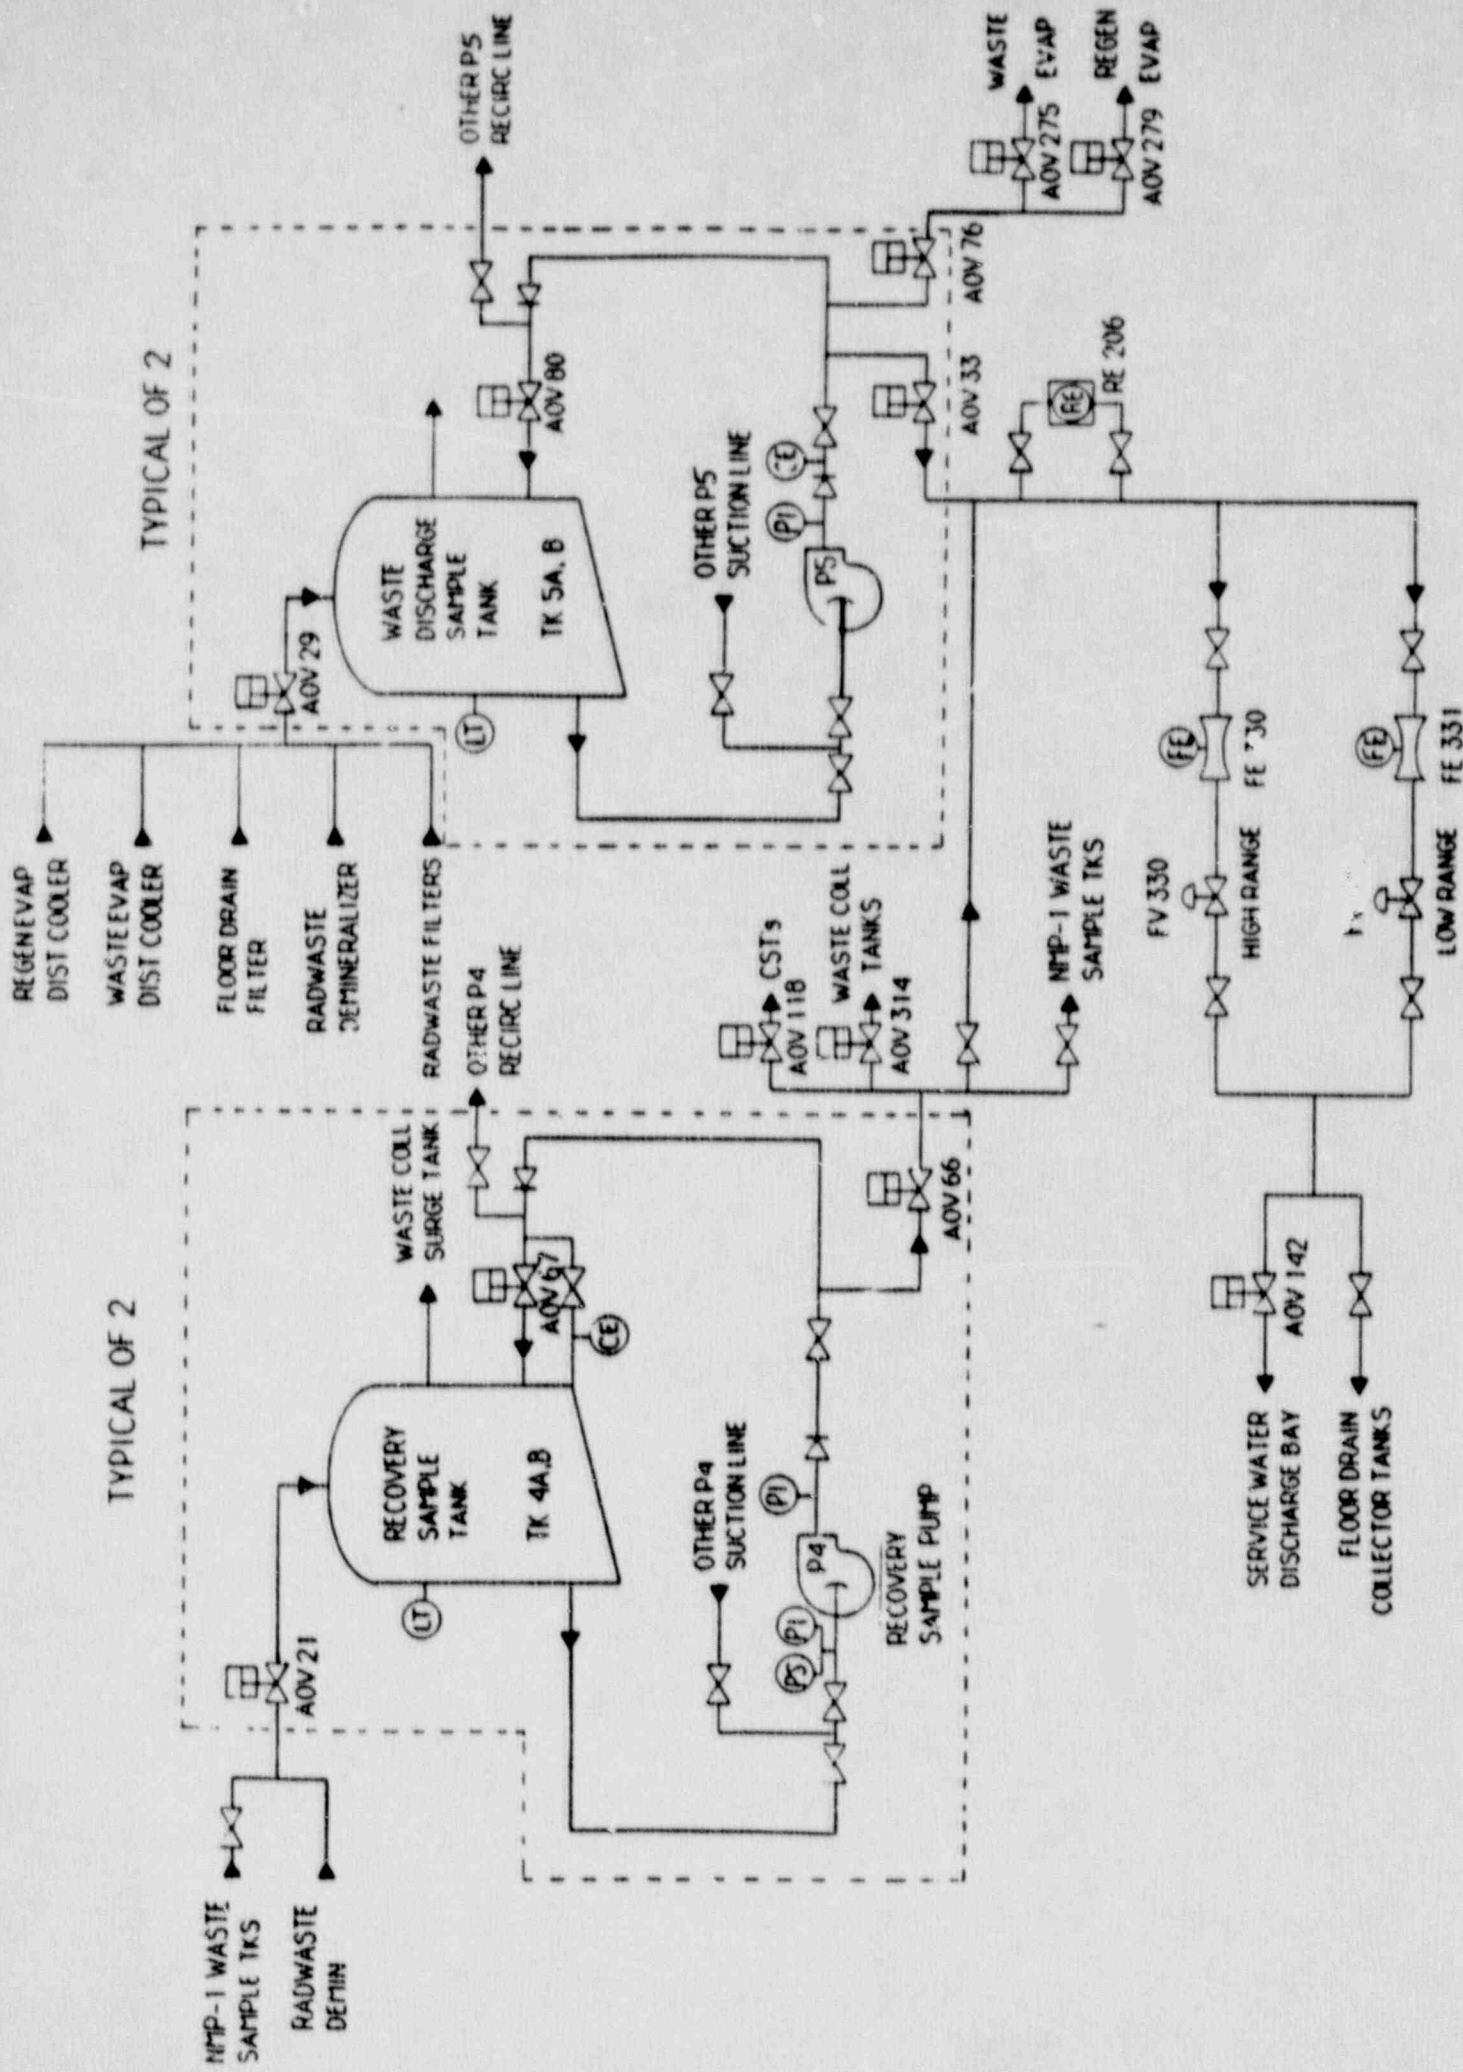 TYPICAL OF 2
NMP-1 WASTE
SAMPLE TKS
RADWASTE
DEMIN
AOV 21
RECOVERY
SAMPLE
TANK
TK 4A,B
LT
WASTE COLL
SURGE TANK
OTHER P4
RECIRC LINE
AOV 67
CE
OTHER P4
SUCTION LINE
PS
PI
P4
PI
RECOVERY
SAMPLE PUMP
AOV 66
TYPICAL OF 2
REGEN EVAP
DIST COOLER
WASTE EVAP
DIST COOLER
FLOOR DRAIN
FILTER
RADWASTE
DEMINERALIZER
RADWASTE FILTERS
AOV 29
WASTE
DISCHARGE
SAMPLE
TANK
TK 5A, B
LT
OTHER P5
RECIRC LINE
AOV 80
OTHER P5
SUCTION LINE
P5
PI
CE
AOV 76
AOV 33
WASTE
EVAP
AOV 275
REGEN
EVAP
AOV 279
RE
RE 206
CSTs
AOV 118
WASTE COLL
TANKS
AOV 314
NMP-1 WASTE
SAMPLE TKS
FV 330
HIGH RANGE
FE
FE
LOW RANGE
FE
FE 331
AOV 142
SERVICE WATER
DISCHARGE BAY
FLOOR DRAIN
COLLECTOR TANKS